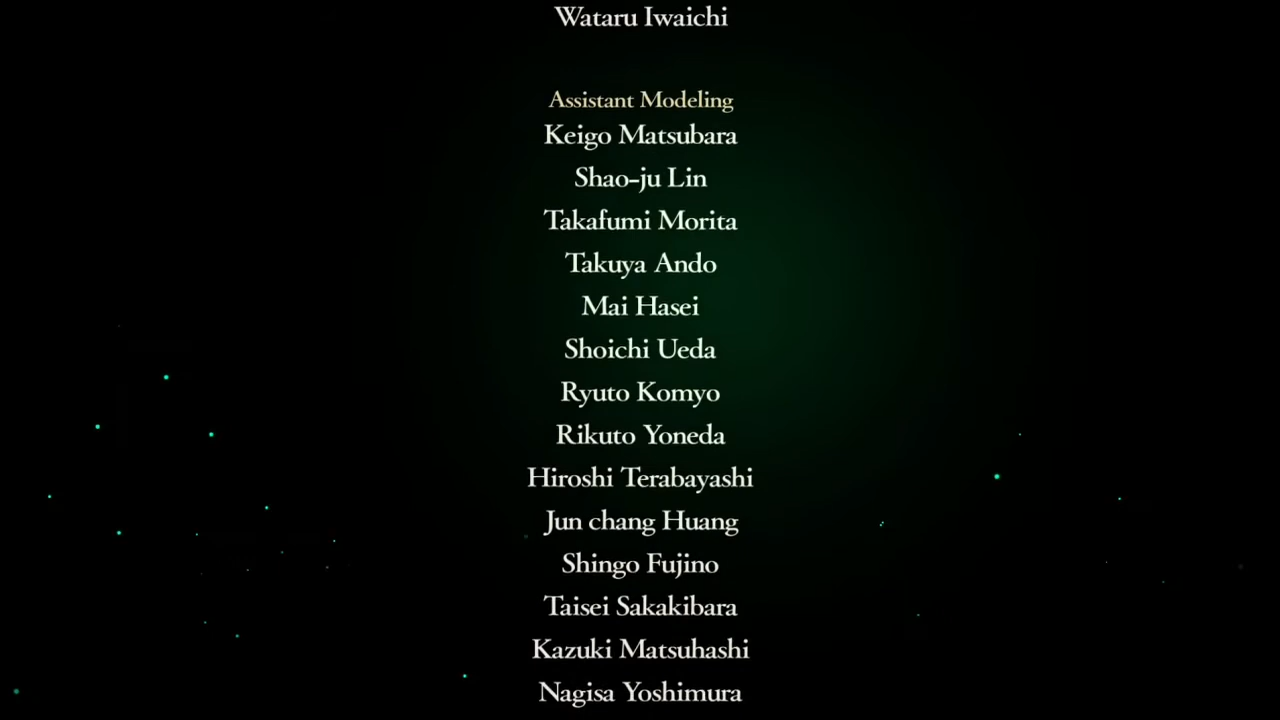 Wataru Iwaichi
Assistant Modeling
Keigo Matsubara
Shao-ju Lin
Takafumi Morita
Takuya Ando
Mai Hasei
Shoichi Ueda
Ryuto Komyo
Rikuto Yoneda
Hiroshi Terabayashi
Jun chang Huang
Shingo Fujino
Taisei Sakakibara
Kazuki Matsuhashi
Nagisa Yoshimura